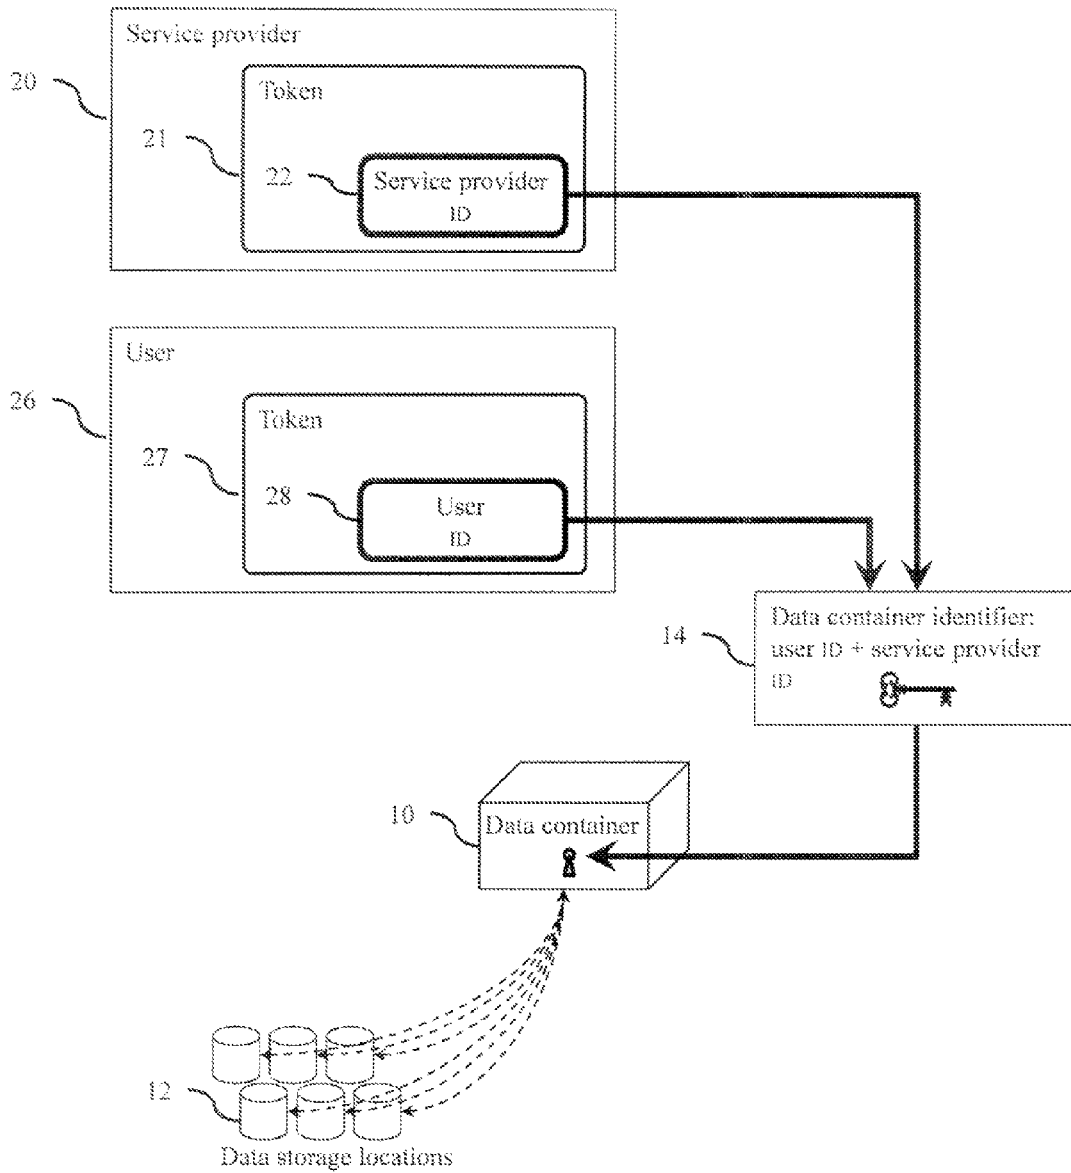 Service provider
20
Token
21
22
Service provider
ID
User
26
Token
27
28
User
ID
14
Data container identifier:
user ID + service provider
ID
10
Data container
12
Data storage locations